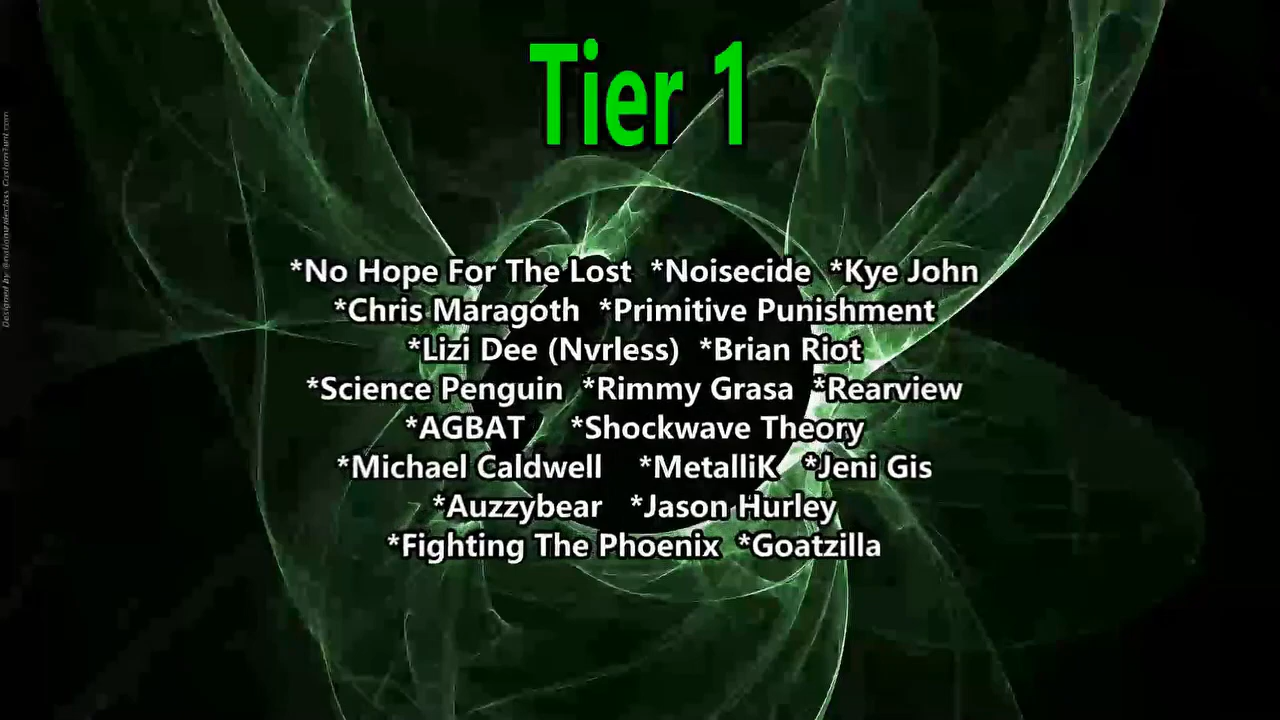 Tier 1
*No Hope For The Lost *Noisecide *Kye John
*Chris Maragoth *Primitive Punishment
*Lizi Dee (Nvrless) *Brian Riot
*Science Penguin *Rimmy Grasa *Rearview
*AGBAT *Shockwave Theory
*Michael Caldwell *MetalliK *Jeni Gis
*Auzzybear *Jason Hurley
*Fighting The Phoenix *Goatzilla
Designed by